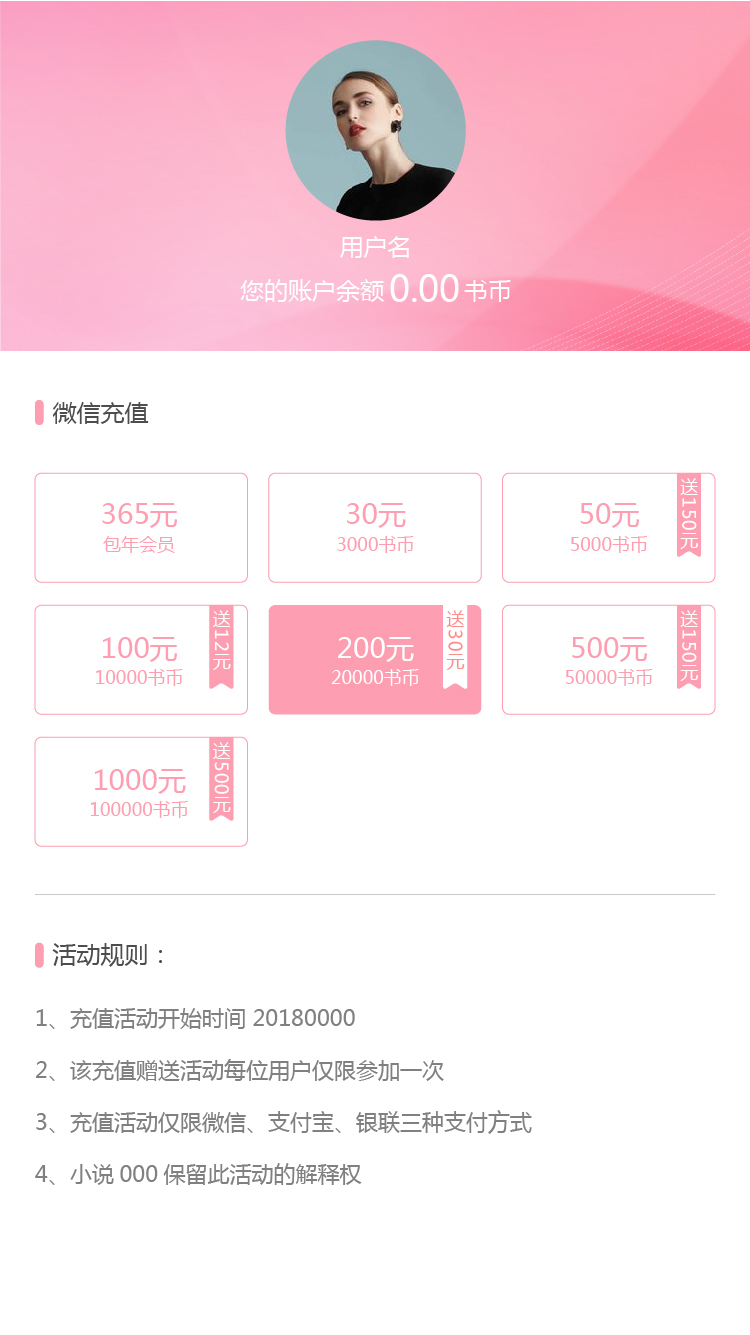 用户名
您的账户余额0.00书币
微信充值
365元
包年会员
30元
3000书币
50元
5000书币
送150元
100元
10000书币
送12元
200元
20000书币
送30元
500元
50000书币
送150元
1000元
100000书币
送500元
活动规则：
1、充值活动开始时间 20180000
2、该充值赠送活动每位用户仅限参加一次
3、充值活动仅限微信、支付宝、银联三种支付方式
4、小说 000 保留此活动的解释权